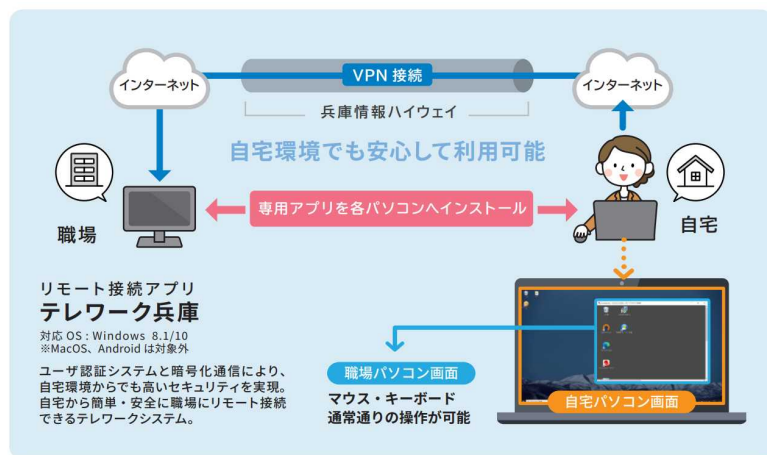 VPN 接続
インターネット
インターネット
兵庫情報ハイウェイ
自宅環境でも安心して利用可能
専用アプリを各パソコンへインストール
職場
自宅
リモート接続アプリ
テレワーク兵庫
対応 OS : Windows 8.1/10
※MacOS、Android は対象外
ユーザ認証システムと暗号化通信により、
自宅環境からでも高いセキュリティを実現。
自宅から簡単・安全に職場にリモート接続
できるテレワークシステム。
職場パソコン画面
マウス・キーボード
通常通りの操作が可能
自宅パソコン画面